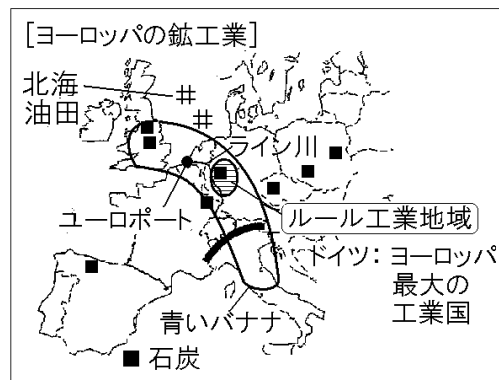 [ヨーロッパの鉱工業]
北海
油田
ライン川
ユーロポート
ルール工業地域
ドイツ：ヨーロッパ
最大の
工業国
青いバナナ
■石炭